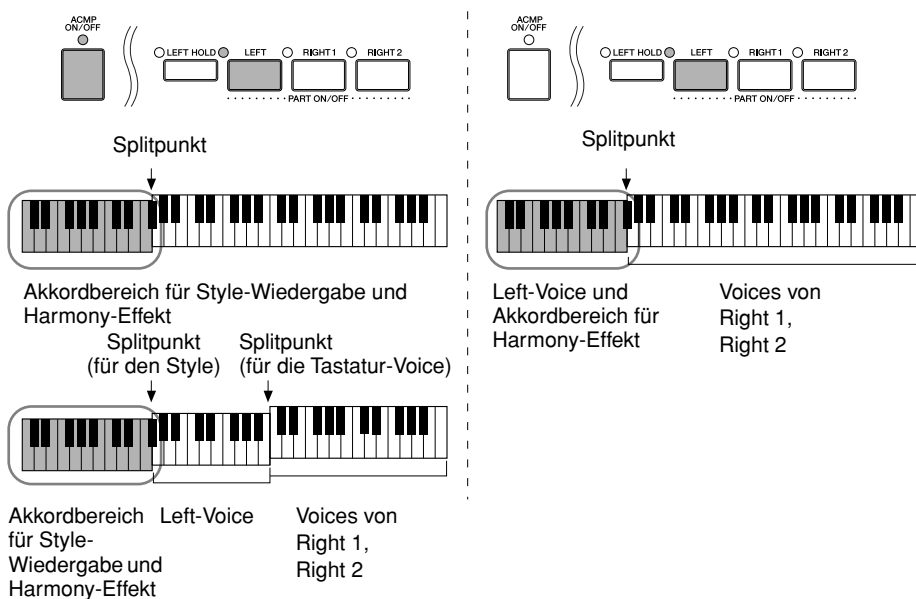 ACMP
ON/OFF
LEFT HOLD LEFT RIGHT 1 RIGHT 2
PART ON/OFF
Splitpunkt
Akkordbereich für Style-Wiedergabe und
Harmony-Effekt
Splitpunkt
(für den Style)
Splitpunkt
(für die Tastatur-Voice)
Akkordbereich
für Style-
Wiedergabe und
Harmony-Effekt
Left-Voice
Voices von
Right 1,
Right 2
ACMP
ON/OFF
LEFT HOLD LEFT RIGHT 1 RIGHT 2
PART ON/OFF
Splitpunkt
Left-Voice und
Akkordbereich für
Harmony-Effekt
Voices von
Right 1,
Right 2